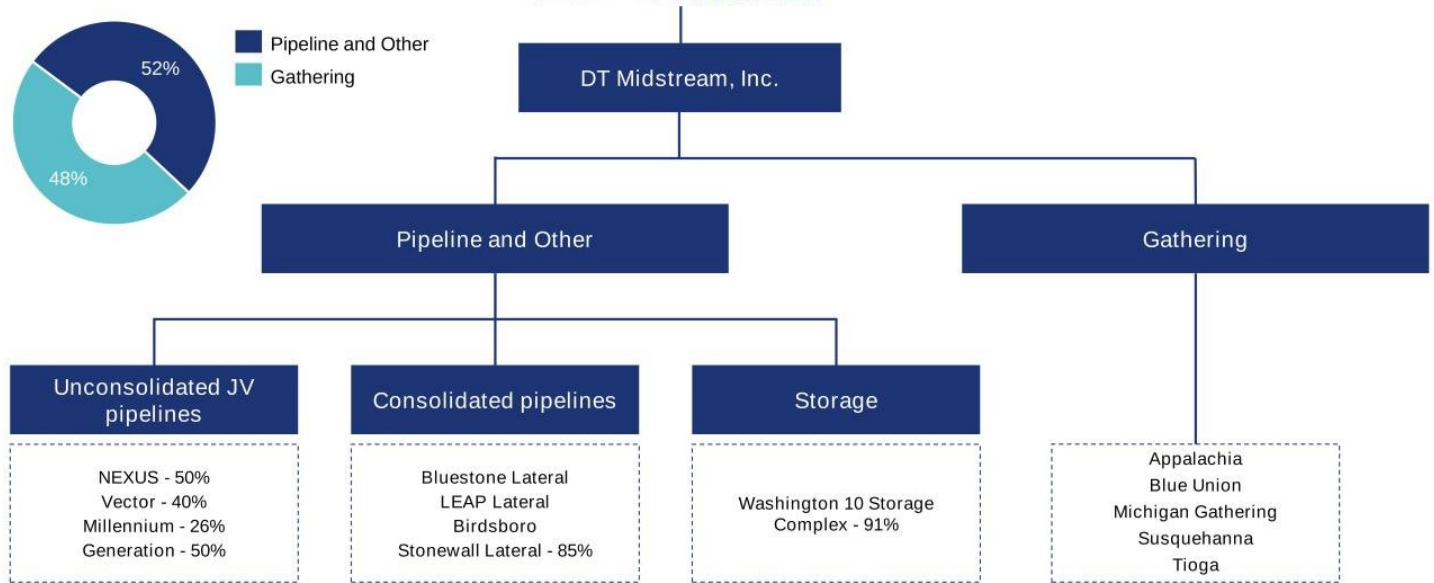 52%
48%
Pipeline and Other
Gathering
DT Midstream, Inc.
Pipeline and Other
Gathering
Unconsolidated JV
pipelines
Consolidated pipelines
Storage
NEXUS - 50%
Vector - 40%
Millennium - 26%
Generation - 50%
Bluestone Lateral
LEAP Lateral
Birdsboro
Stonewall Lateral - 85%
Washington 10 Storage
Complex - 91%
Appalachia
Blue Union
Michigan Gathering
Susquehanna
Tioga